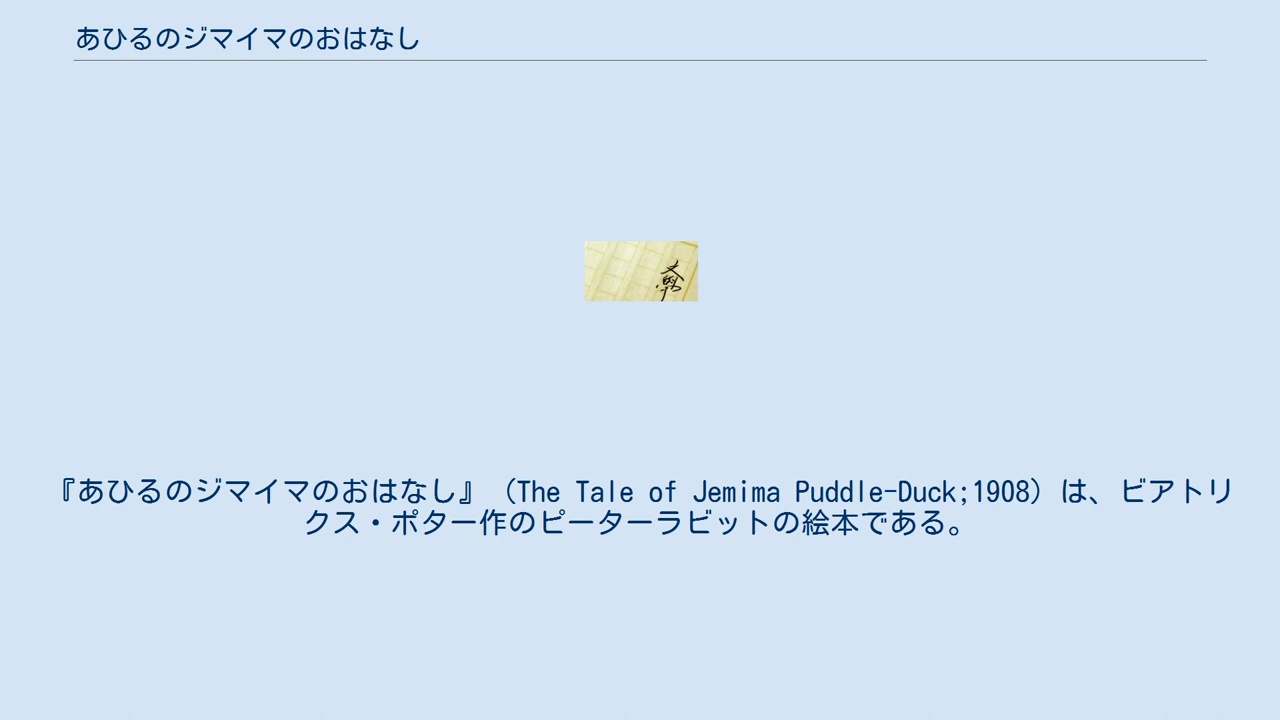 あひるのジマイマのおはなし
『あひるのジマイマのおはなし』（The Tale of Jemima Puddle-Duck;1908）は、ビアトリ
クス・ポター作のピーターラビットの絵本である。